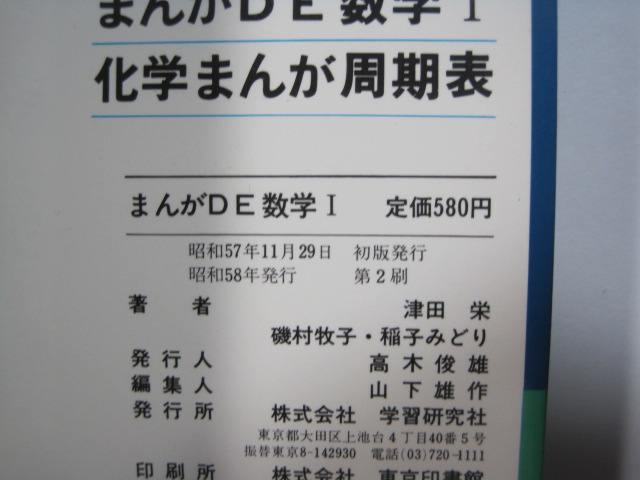 まんがDE数学Ⅰ
化学まんが周期表
まんがDE数学Ⅰ 定価580円
昭和57年11月29日 初版発行
昭和58年発行 第2刷
著者 津田 栄
磯村牧子・稲子みどり
発行人 高木俊雄
編集人 山下雄作
発行所 株式会社 学習研究社
東京都大田区上池台4丁目40番5号
振替東京8-142930 電話(03)720-1111
印刷所 株式会社 東京印書館